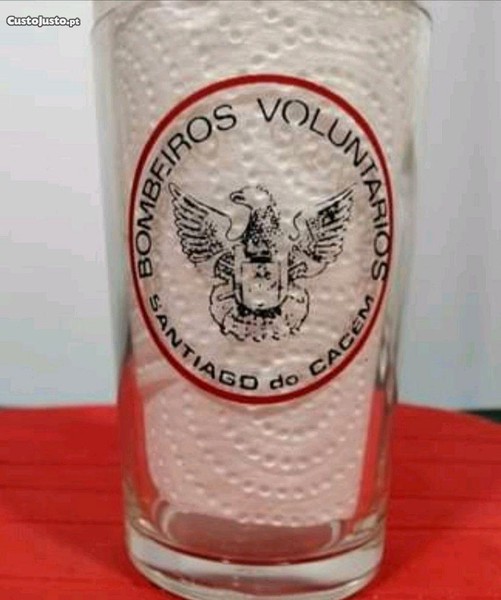 CustoJusto.pt
BOMBEIROS VOLUNTARIOS
SANTIAGO do CACEM